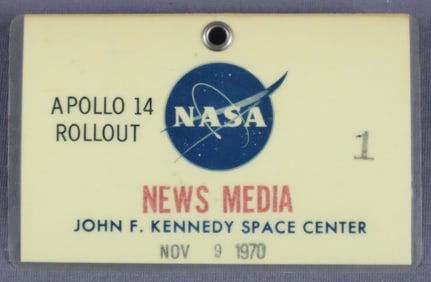 APOLLO 14
ROLLOUT
NASA
1
NEWS MEDIA
JOHN F. KENNEDY SPACE CENTER
NOV 9 1970